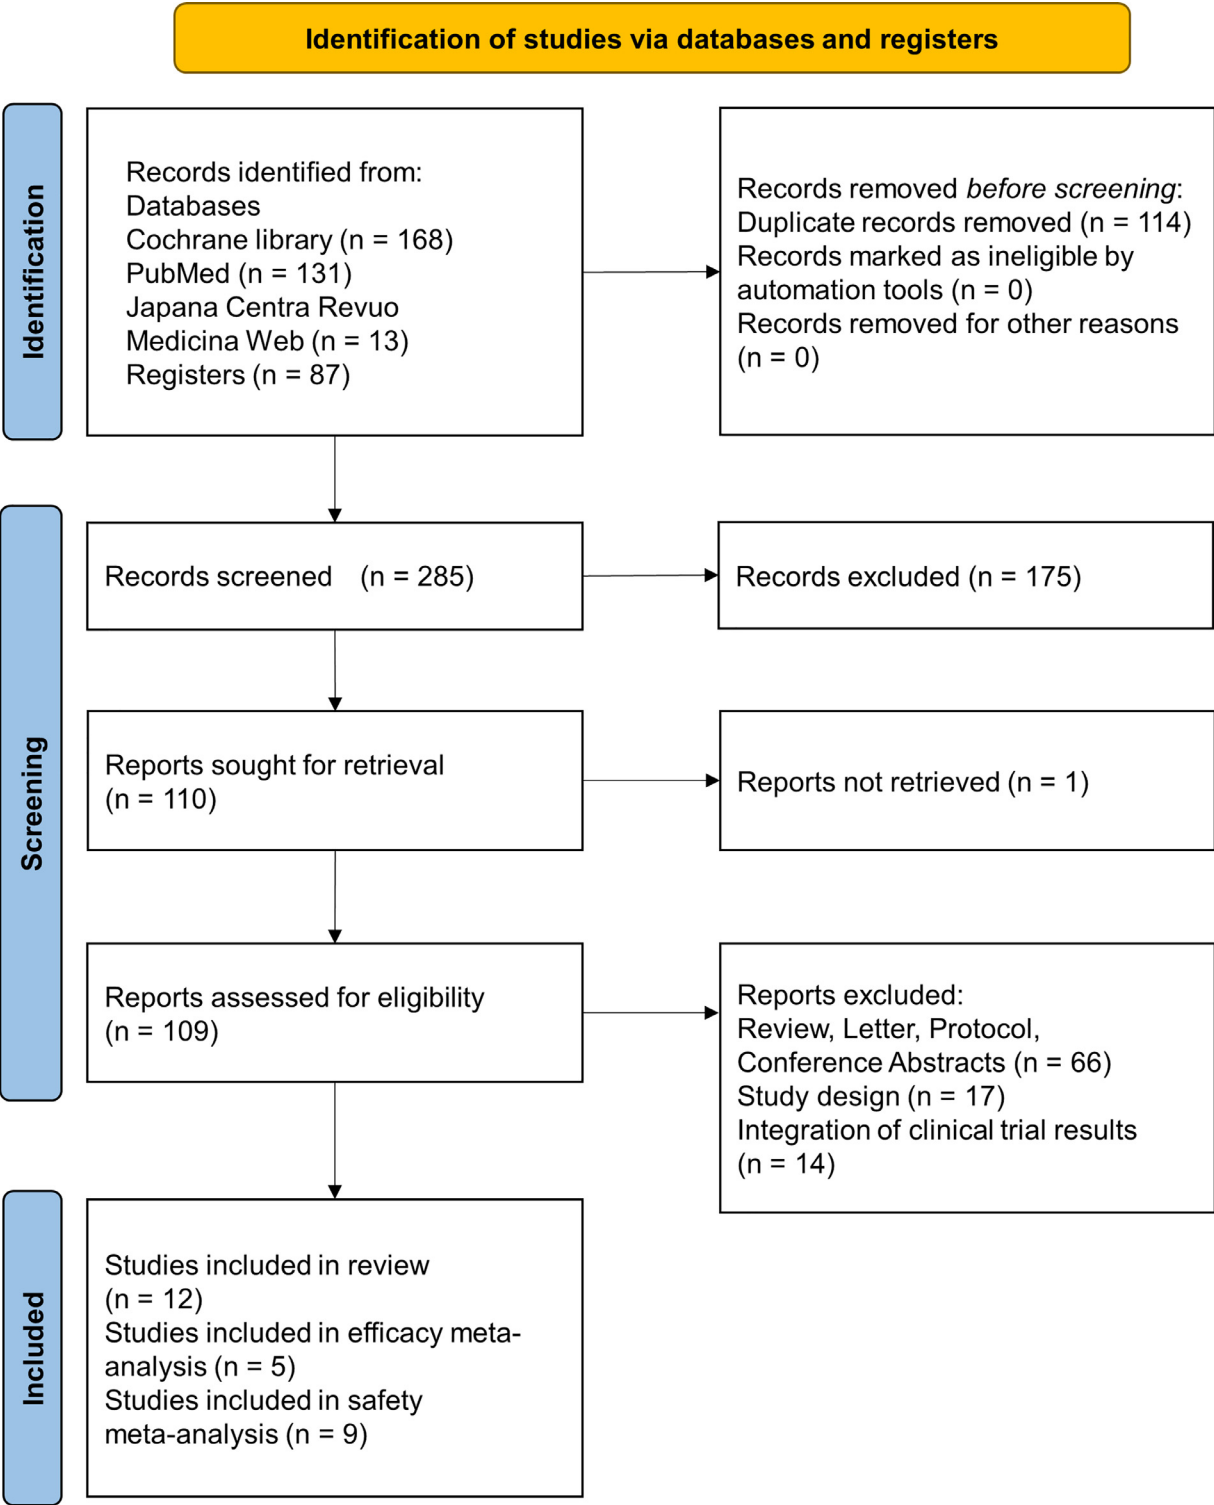 Identification of studies via databases and registers
Identification
Records identified from:
Databases
Cochrane library (n = 168)
PubMed (n = 131)
Japana Centra Revuo
Medicina Web (n = 13)
Registers (n = 87)
Records removed before screening:
Duplicate records removed (n = 114)
Records marked as ineligible by
automation tools (n = 0)
Records removed for other reasons
(n = 0)
Screening
Records screened (n = 285)
Records excluded (n = 175)
Reports sought for retrieval
(n = 110)
Reports not retrieved (n = 1)
Reports assessed for eligibility
(n = 109)
Reports excluded:
Review, Letter, Protocol,
Conference Abstracts (n = 66)
Study design (n = 17)
Integration of clinical trial results
(n = 14)
Included
Studies included in review
(n = 12)
Studies included in efficacy meta-
analysis (n = 5)
Studies included in safety
meta-analysis (n = 9)